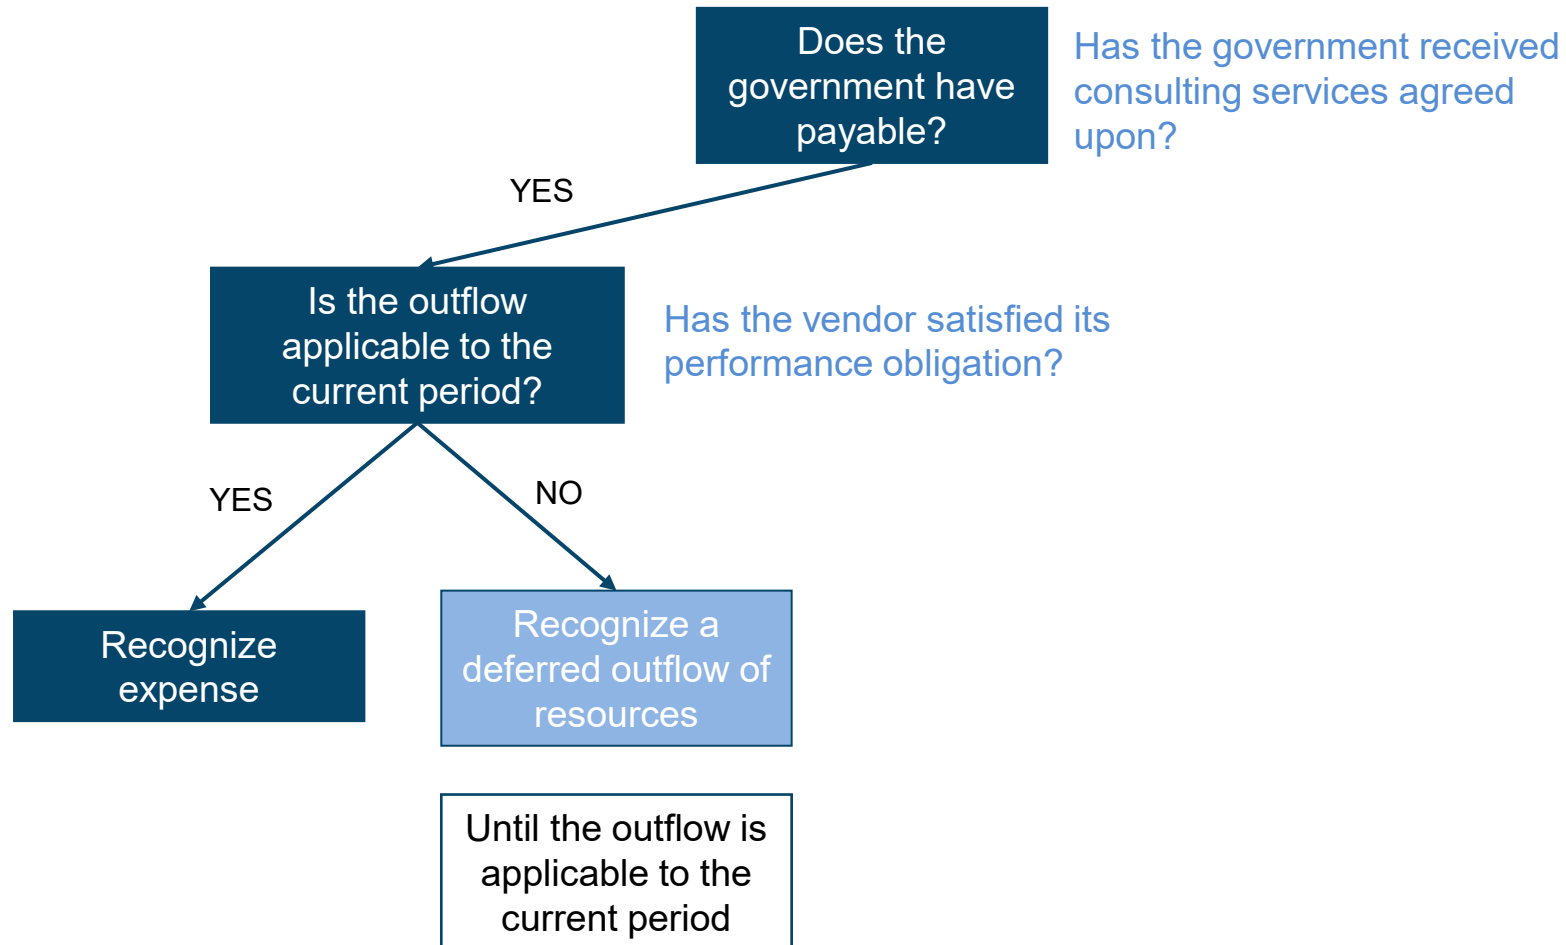 Does the
government have
payable?
Has the government received
consulting services agreed
upon?
YES
Is the outflow
applicable to the
current period?
Has the vendor satisfied its
performance obligation?
YES
NO
Recognize
expense
Recognize a
deferred outflow of
resources
Until the outflow is
applicable to the
current period